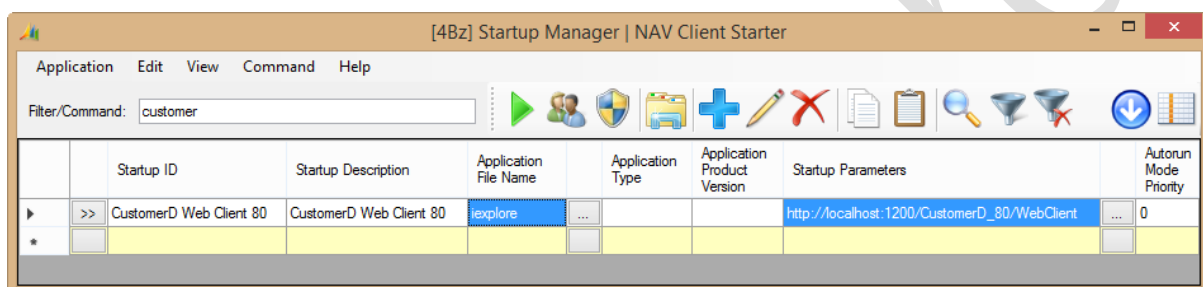 [4Bz] Startup Manager | NAV Client Starter
Application Edit View Command Help
Filter/Command: customer
Startup ID Startup Description Application File Name Application Type Application Product Version Startup Parameters Autorun Mode Priority
>> CustomerD Web Client 80 CustomerD Web Client 80 iexplore ... http://localhost:1200/CustomerD_80/WebClient ... 0
*